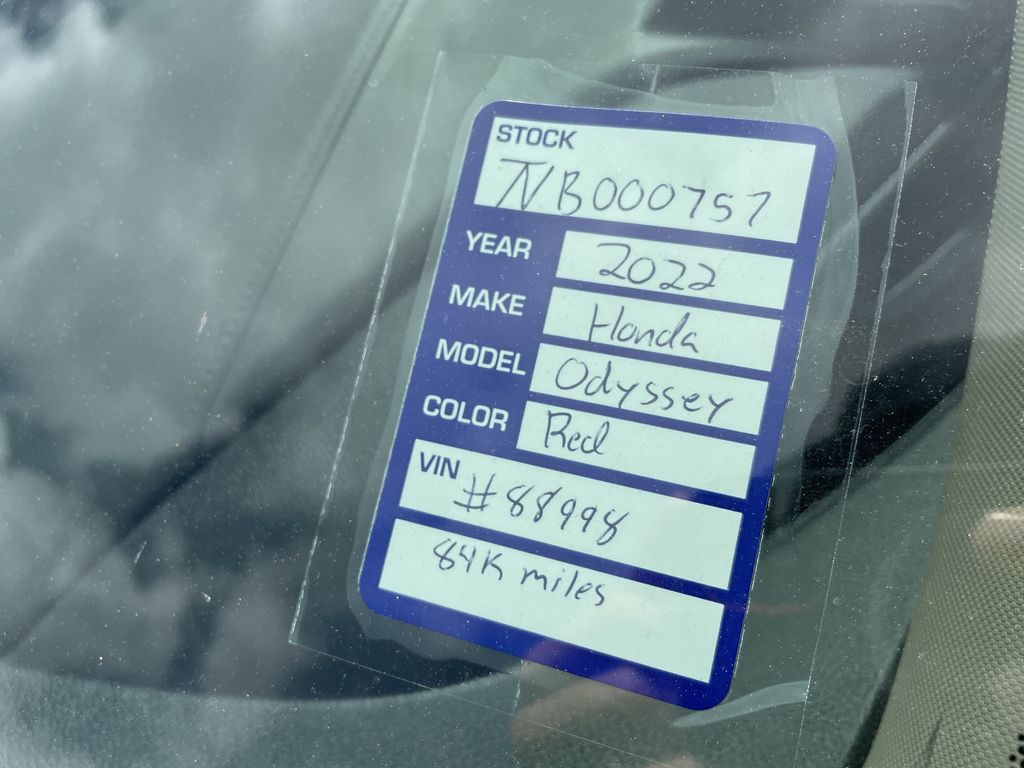 STOCK
NB000757
YEAR 2022
MAKE Honda
MODEL Odyssey
COLOR Red
VIN #88998
84K miles